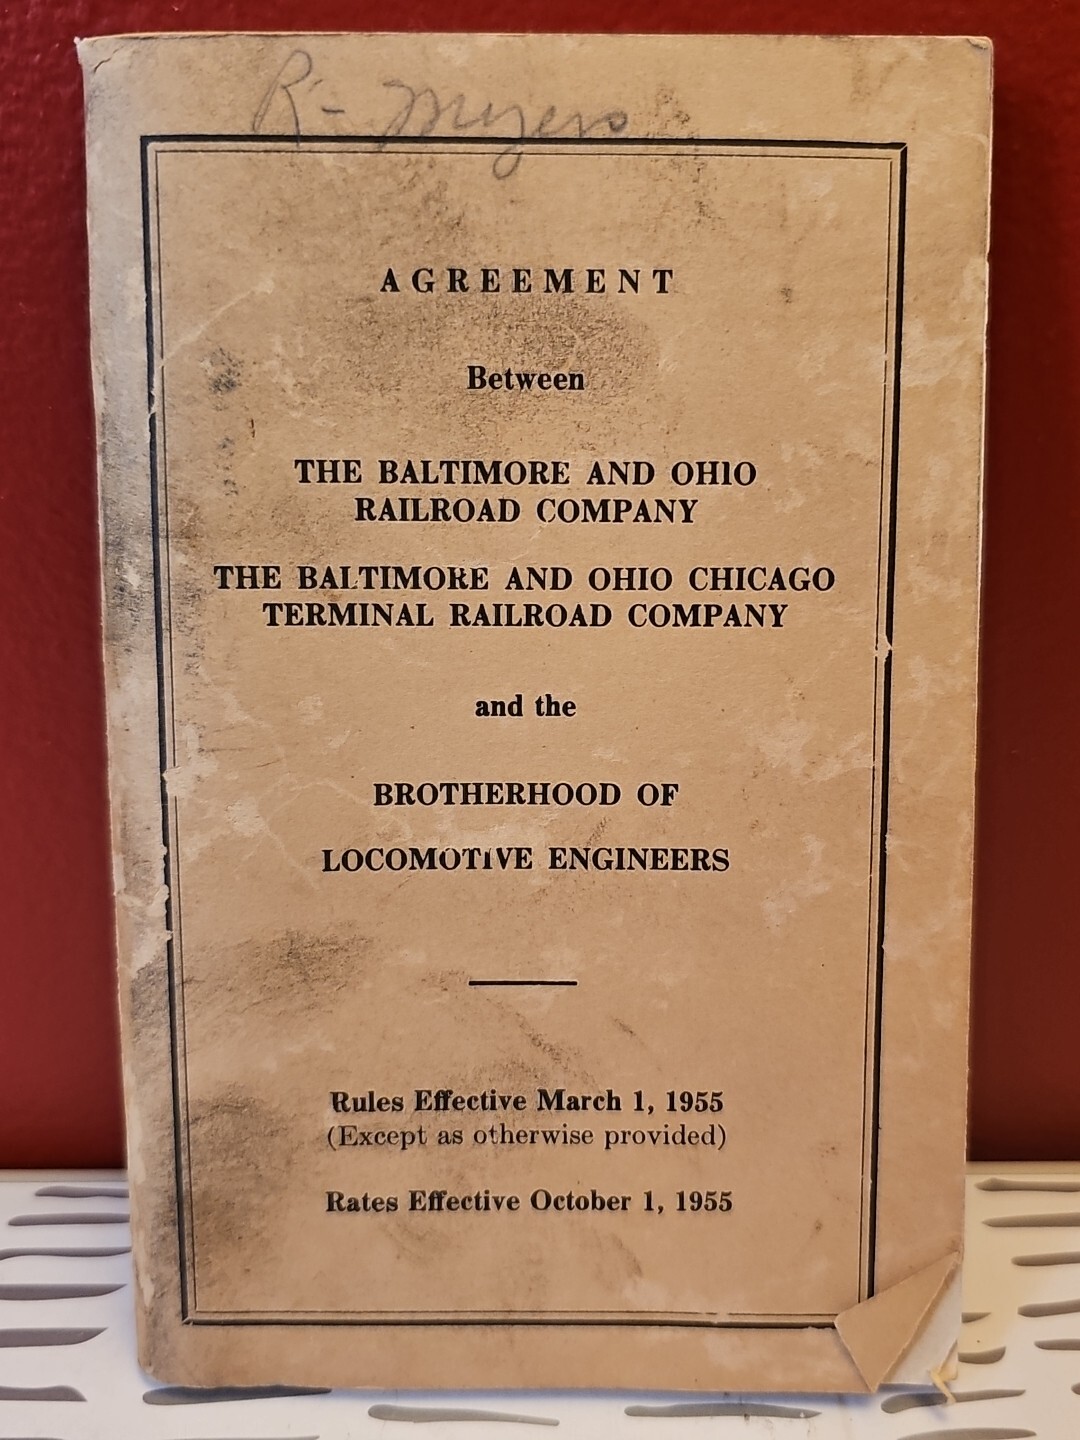 R- Myers
AGREEMENT
Between
THE BALTIMORE AND OHIO
RAILROAD COMPANY
THE BALTIMORE AND OHIO CHICAGO
TERMINAL RAILROAD COMPANY
and the
BROTHERHOOD OF
LOCOMOTIVE ENGINEERS
Rules Effective March 1, 1955
(Except as otherwise provided)
Rates Effective October 1, 1955